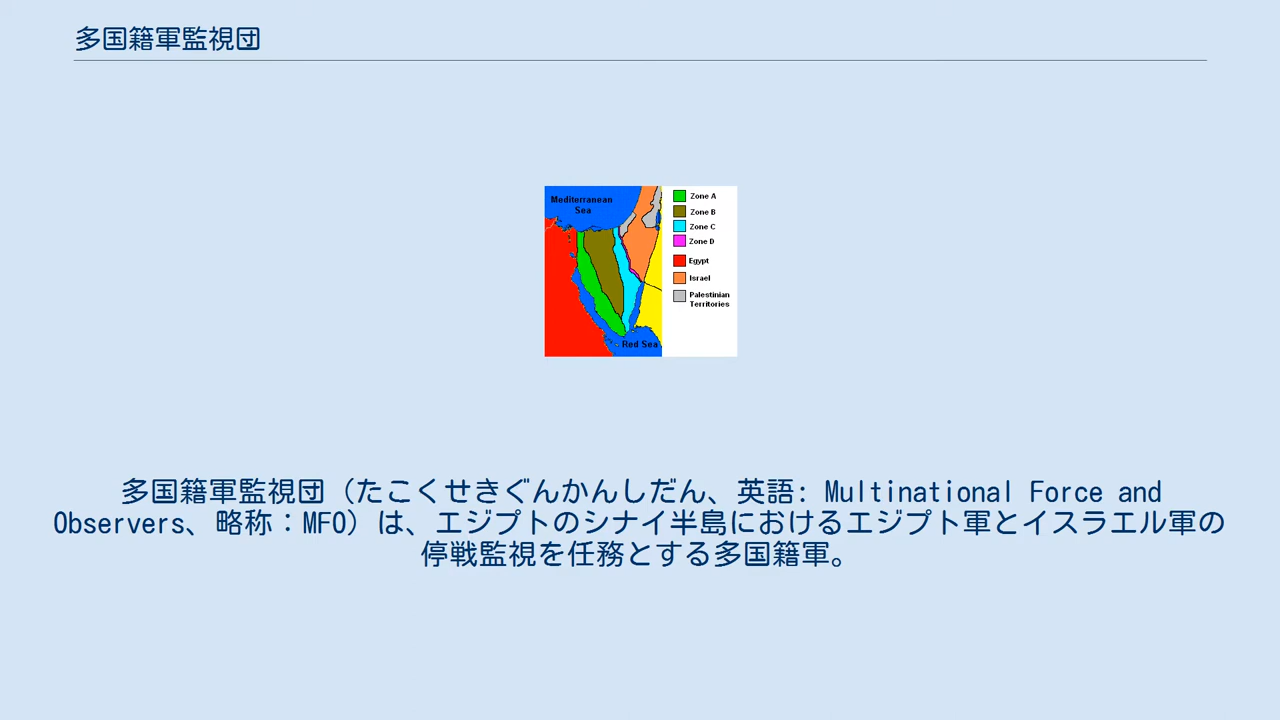 多国籍軍監視団
Mediterranean
Sea
Red Sea
Zone A
Zone B
Zone C
Zone D
Egypt
Israel
Palestinian
Territories
多国籍軍監視団（たこくせきぐんかんしだん、英語: Multinational Force and
Observers、略称：MFO）は、エジプトのシナイ半島におけるエジプト軍とイスラエル軍の
停戦監視を任務とする多国籍軍。